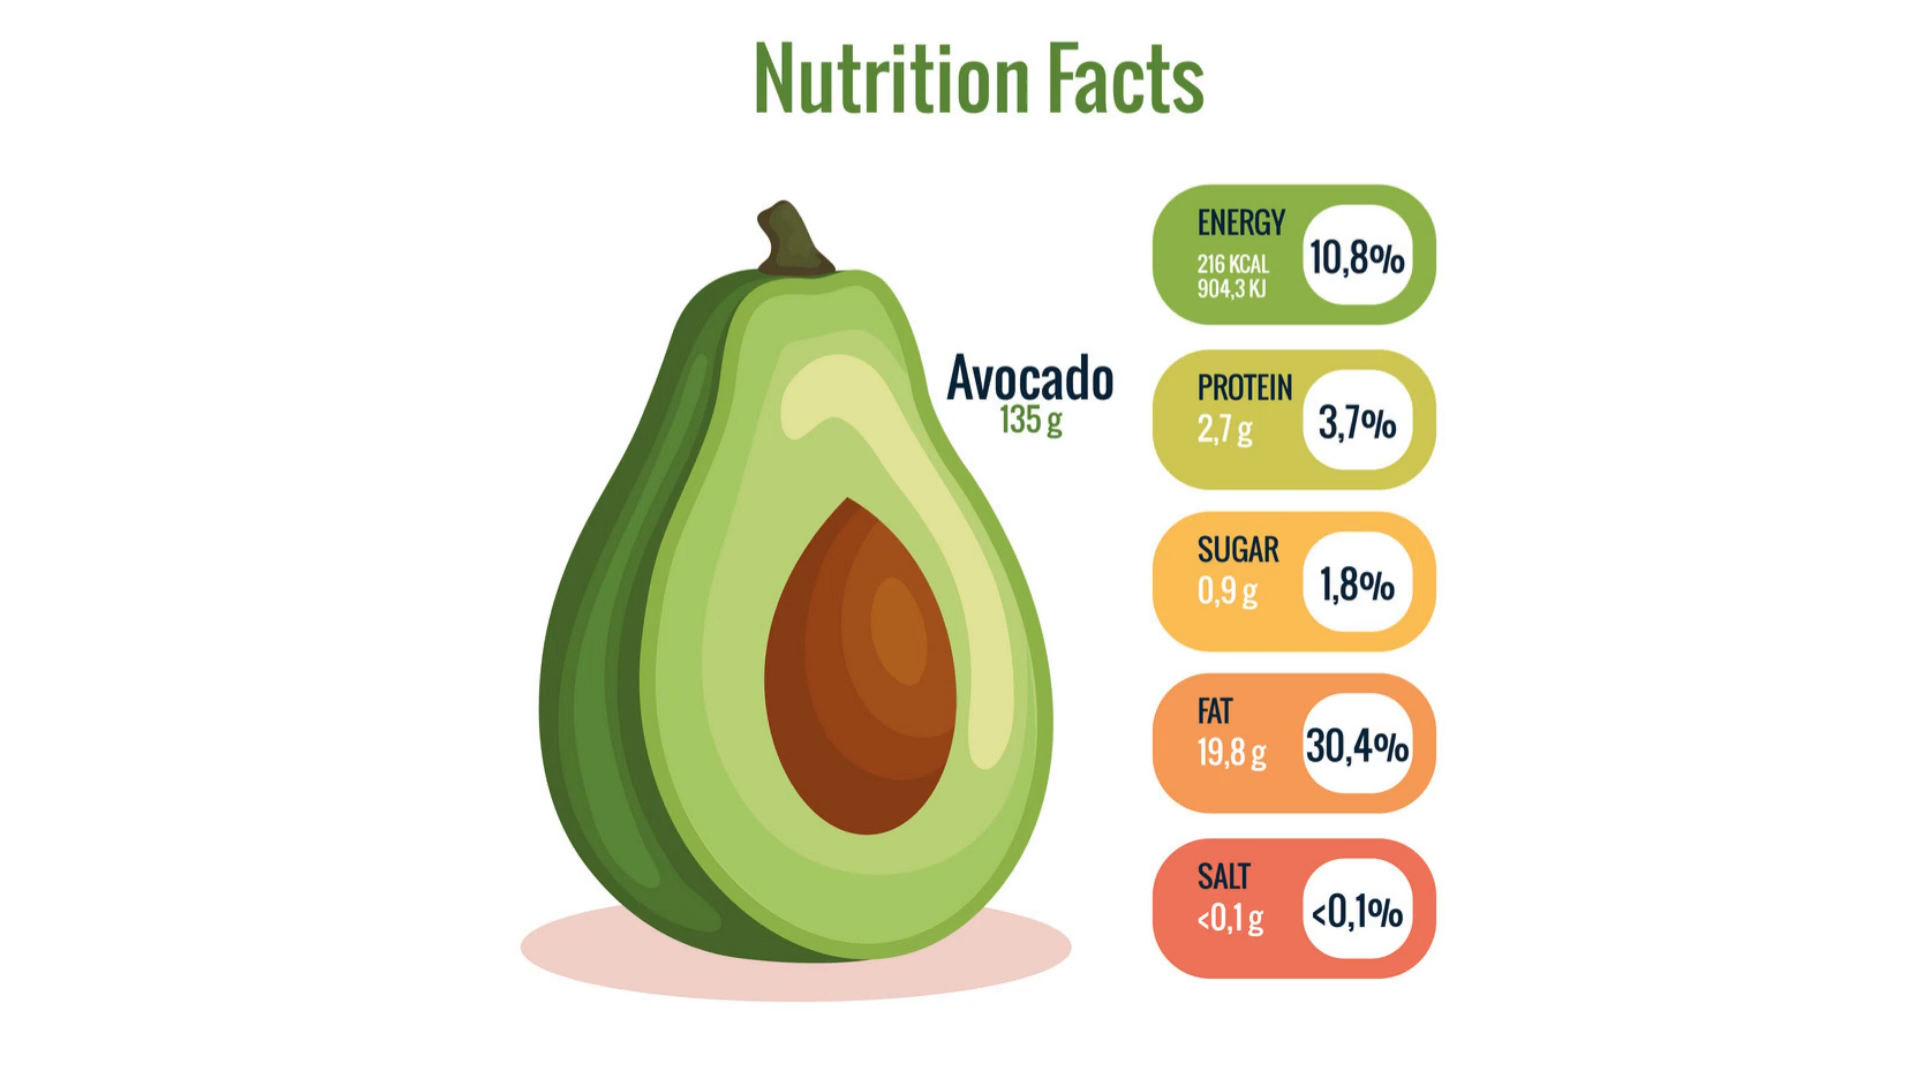 Nutrition Facts
Avocado
135 g
ENERGY
216 KCAL
904,3 KJ
10,8%
PROTEIN
2,7 g
3,7%
SUGAR
0,9 g
1,8%
FAT
19,8 g
30,4%
SALT
<0,1 g
<0,1%